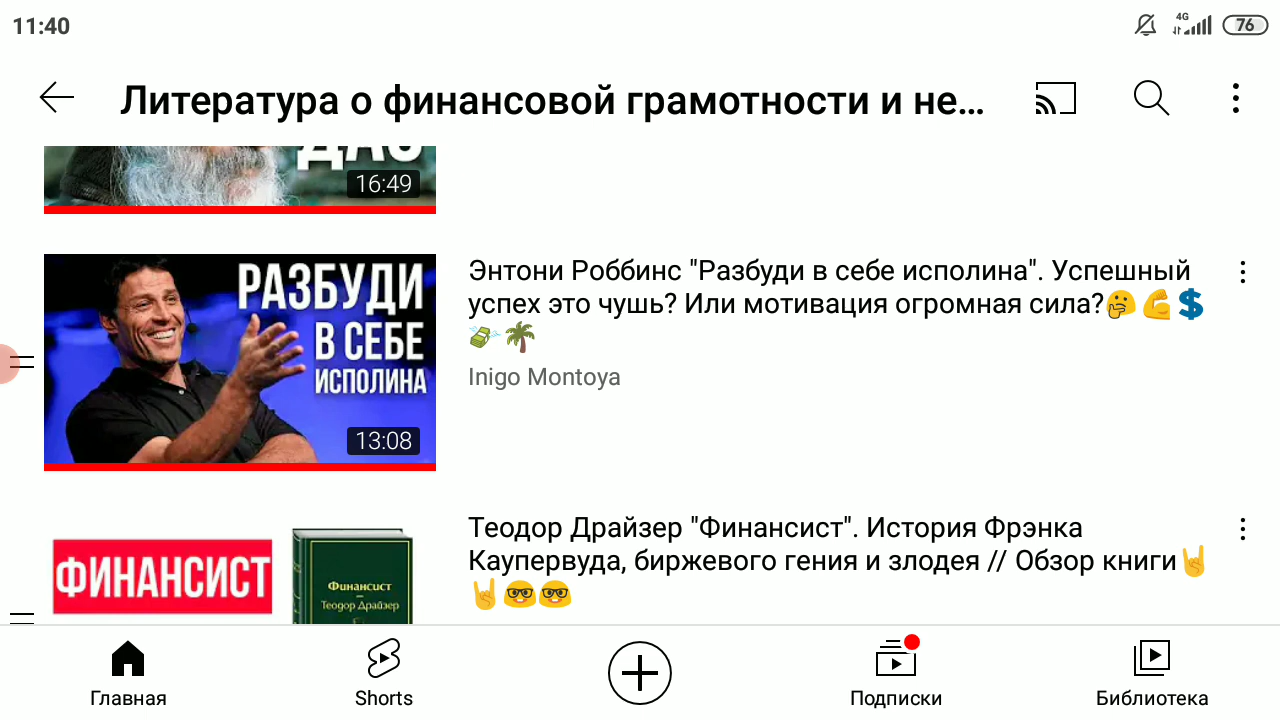 11:40
4G
76
Литература о финансовой грамотности и не...
ДАО
16:49
РАЗБУДИ
В СЕБЕ
ИСПОЛИНА
13:08
Энтони Роббинс "Разбуди в себе исполина". Успешный
успех это чушь? Или мотивация огромная сила?🤔💪💲
💸🌴
Inigo Montoya
ФИНАНСИСТ
Финансист
Теодор Драйзер
Теодор Драйзер "Финансист". История Фрэнка
Каупервуда, биржевого гения и злодея // Обзор книги🤘
🤘🤓🤓
Главная
Shorts
Подписки
Библиотека